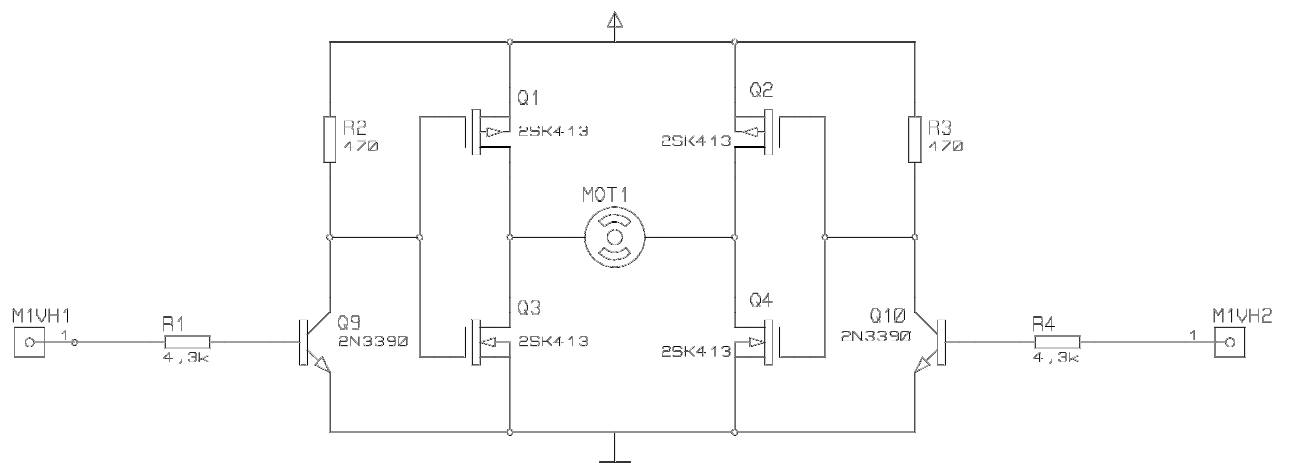 Q1
2SK413
Q2
2SK413
R2
470
R3
470
MOT1
M1VH1
1
R1
4,3k
Q9
2N3390
Q3
2SK413
Q4
2SK413
Q10
2N3390
R4
4,3k
1
M1VH2